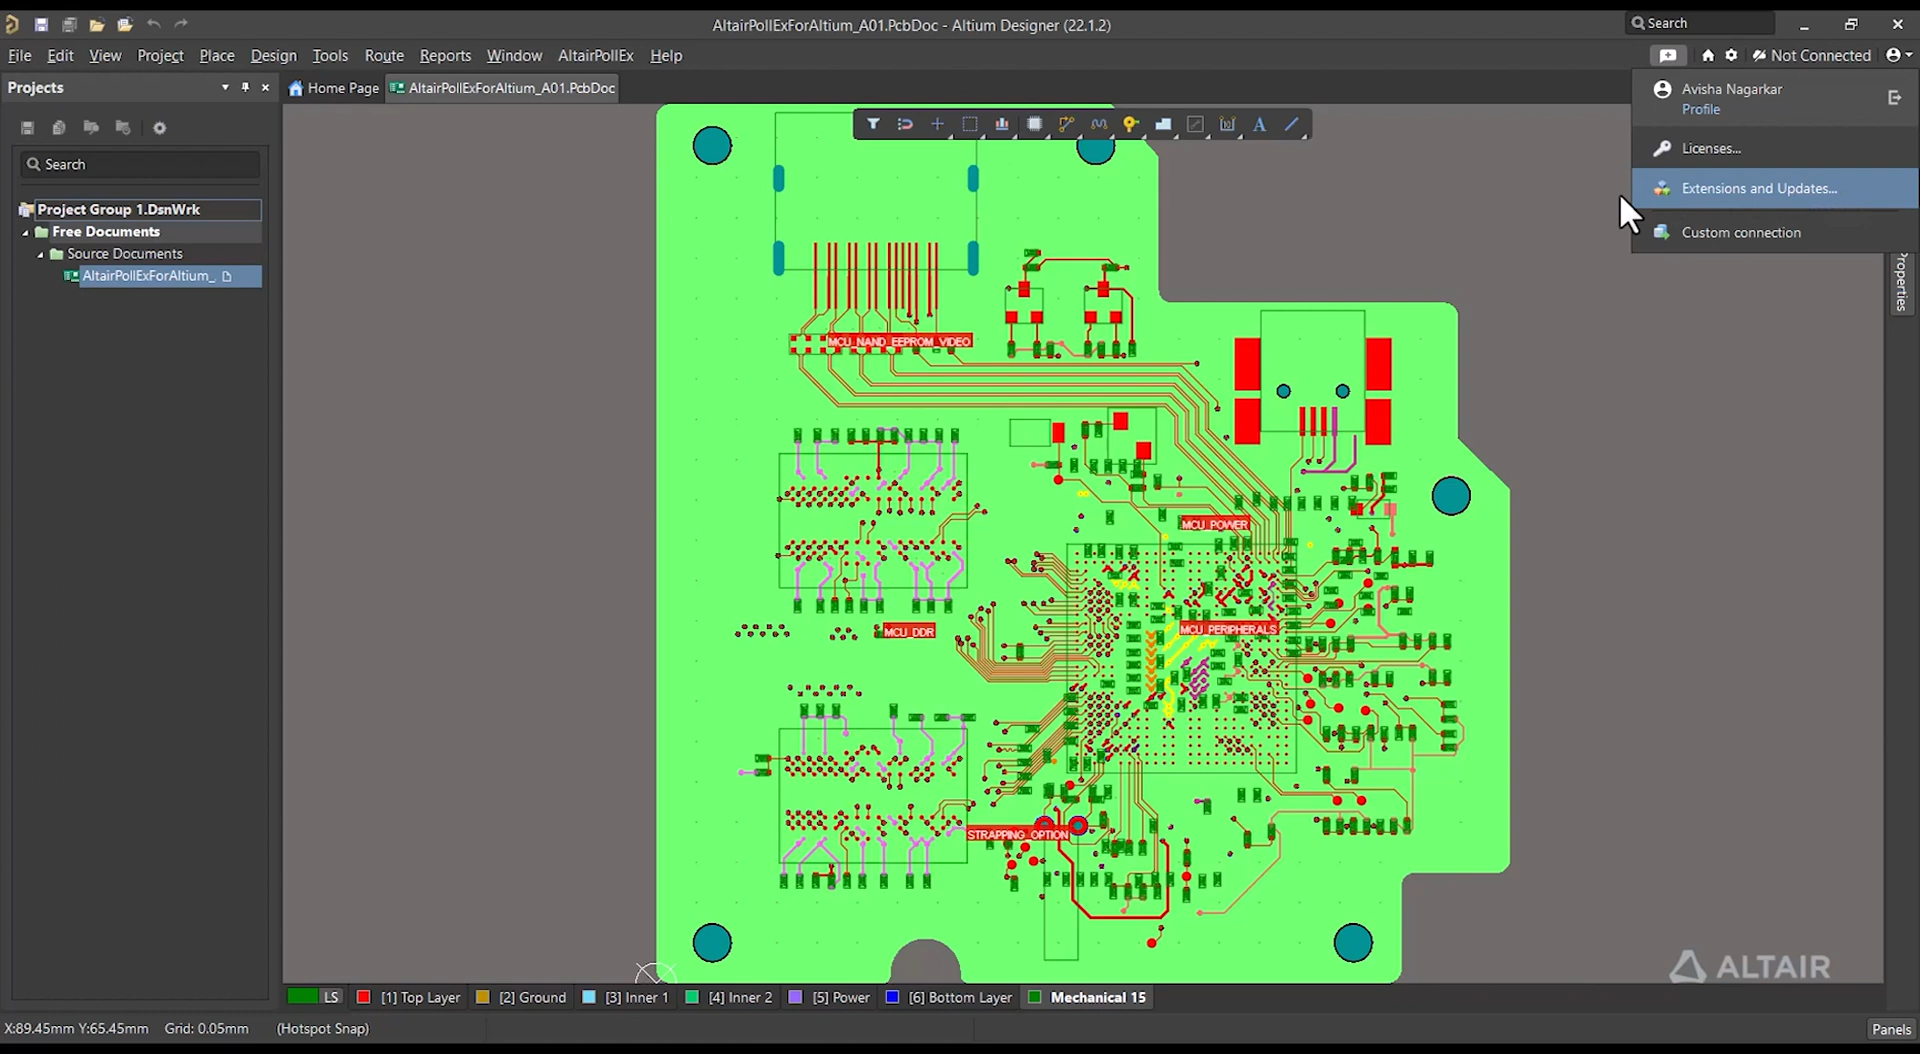 AltairPollExForAltium_A01.PcbDoc - Altium Designer (22.1.2)
Search
File Edit View Project Place Design Tools Route Reports Window AltairPollEx Help
Not Connected
Projects
Home Page
AltairPollExForAltium_A01.PcbDoc
Avisha Nagarkar
Profile
Licenses...
Extensions and Updates...
Custom connection
Search
Project Group 1.DsnWrk
Free Documents
Source Documents
AltairPollExForAltium_
Properties
MCU_NAND_EEPROM_VIDEO
MCU_POWER
MCU_PERIPHERALS
MCU_DDR
STRAPPING_OPTION
ALTAIR
LS [1] Top Layer [2] Ground [3] Inner 1 [4] Inner 2 [5] Power [6] Bottom Layer Mechanical 15
X:89.45mm Y:65.45mm Grid: 0.05mm (Hotspot Snap)
Panels